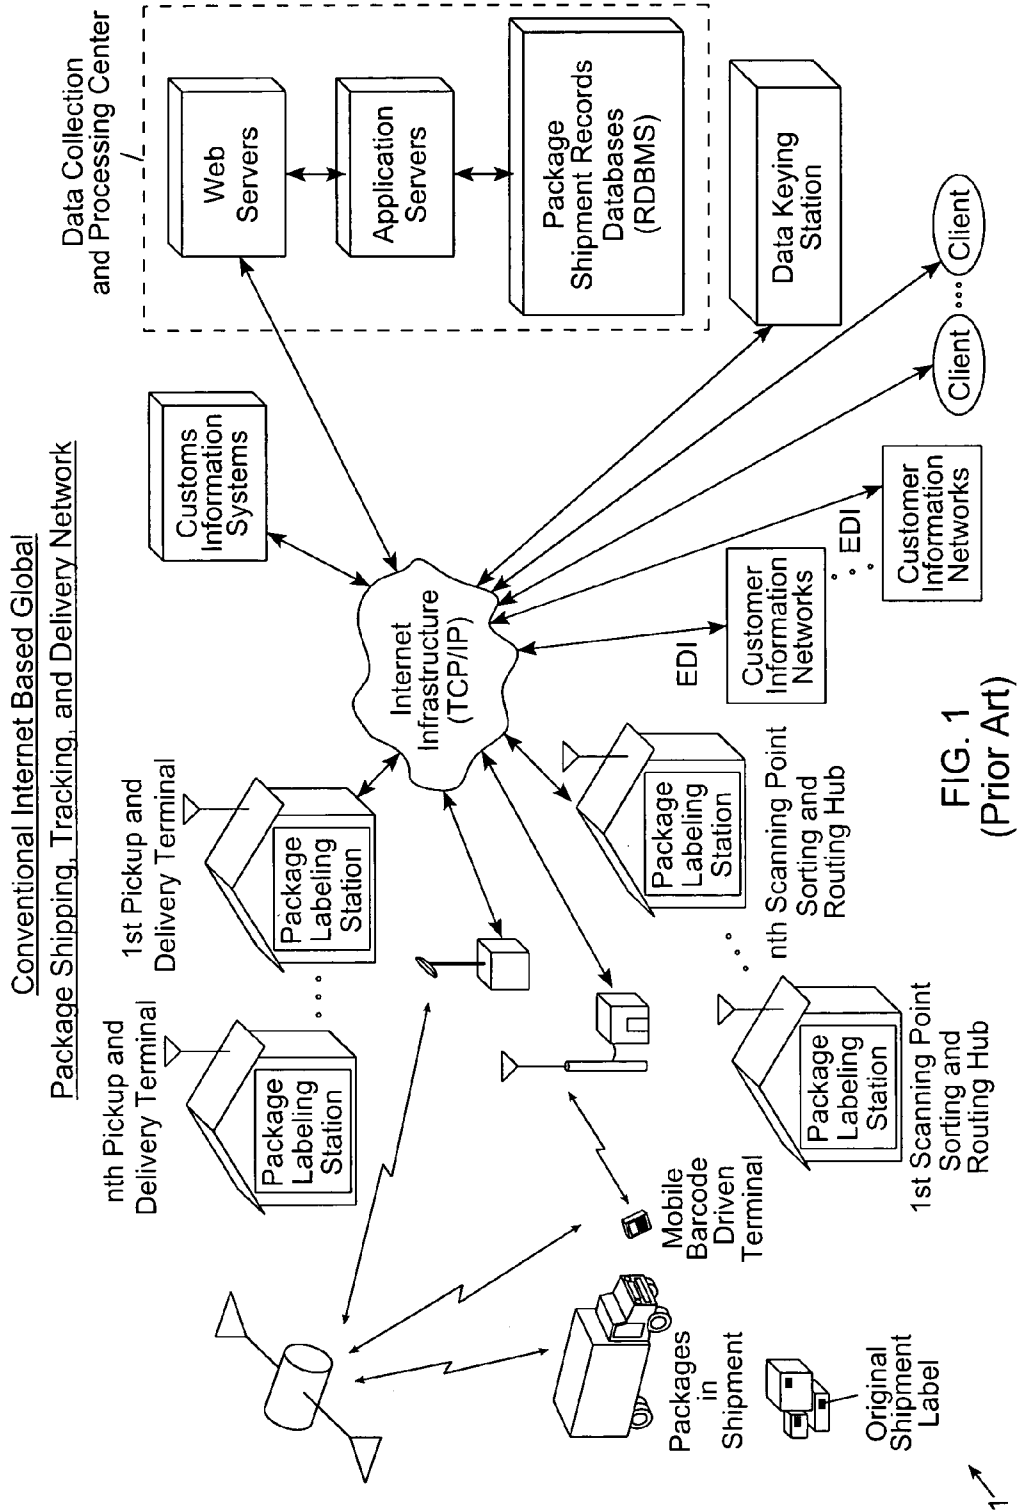 Conventional Internet Based Global
Package Shipping, Tracking, and Delivery Network
nth Pickup and
Delivery Terminal
Package
Labeling
Station
1st Pickup and
Delivery Terminal
Package
Labeling
Station
Customs
Information
Systems
Data Collection
and Processing Center
Web
Servers
Application
Servers
Package
Shipment Records
Databases
(RDBMS)
Internet
Infrastructure
(TCP/IP)
Data Keying
Station
Client
Client
EDI
Customer
Information
Networks
EDI
Customer
Information
Networks
Package
Labeling
Station
nth Scanning Point
Sorting and
Routing Hub
Package
Labeling
Station
1st Scanning Point
Sorting and
Routing Hub
Mobile
Barcode
Driven
Terminal
Packages
in
Shipment
Original
Shipment
Label
1
FIG. 1
(Prior Art)